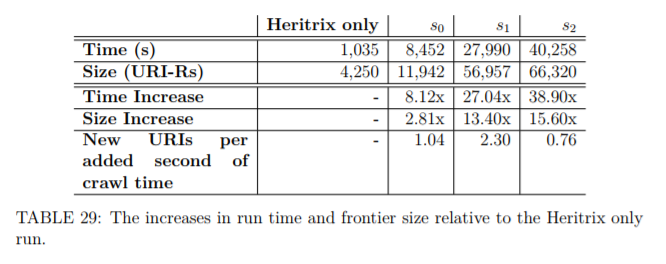 Heritrix only s0 s1 s2
Time (s) 1,035 8,452 27,990 40,258
Size (URI-Rs) 4,250 11,942 56,957 66,320
Time Increase - 8.12x 27.04x 38.90x
Size Increase - 2.81x 13.40x 15.60x
New URIs per - 1.04 2.30 0.76
added second of
crawl time
TABLE 29: The increases in run time and frontier size relative to the Heritrix only
run.